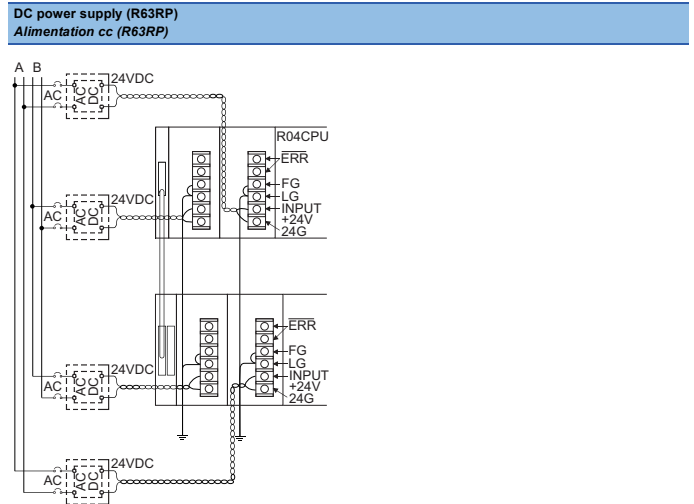 DC power supply (R63RP)
Alimentation cc (R63RP)
A B
24VDC
AC
AC
DC
R04CPU
ERR
FG
LG
INPUT
+24V
24G
24VDC
AC
AC
DC
ERR
FG
LG
INPUT
+24V
24G
24VDC
AC
AC
DC
24VDC
AC
AC
DC